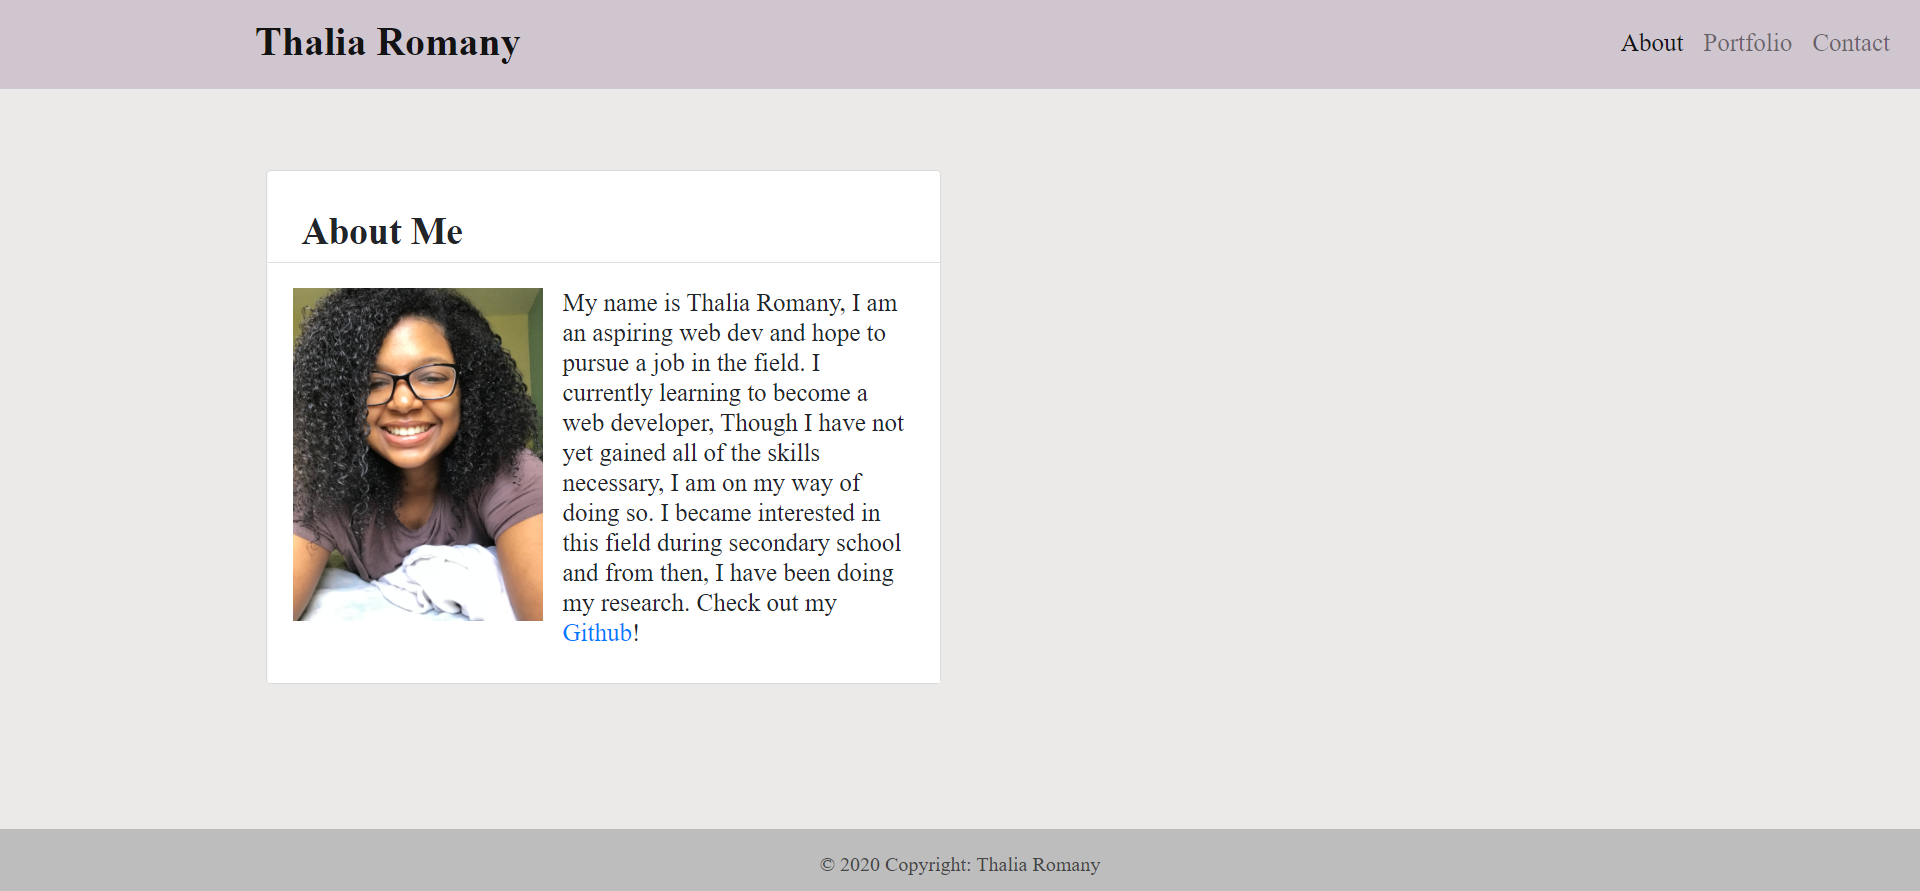 Thalia Romany
About Portfolio Contact
About Me
My name is Thalia Romany, I am
an aspiring web dev and hope to
pursue a job in the field. I
currently learning to become a
web developer, Though I have not
yet gained all of the skills
necessary, I am on my way of
doing so. I became interested in
this field during secondary school
and from then, I have been doing
my research. Check out my
Github!
© 2020 Copyright: Thalia Romany